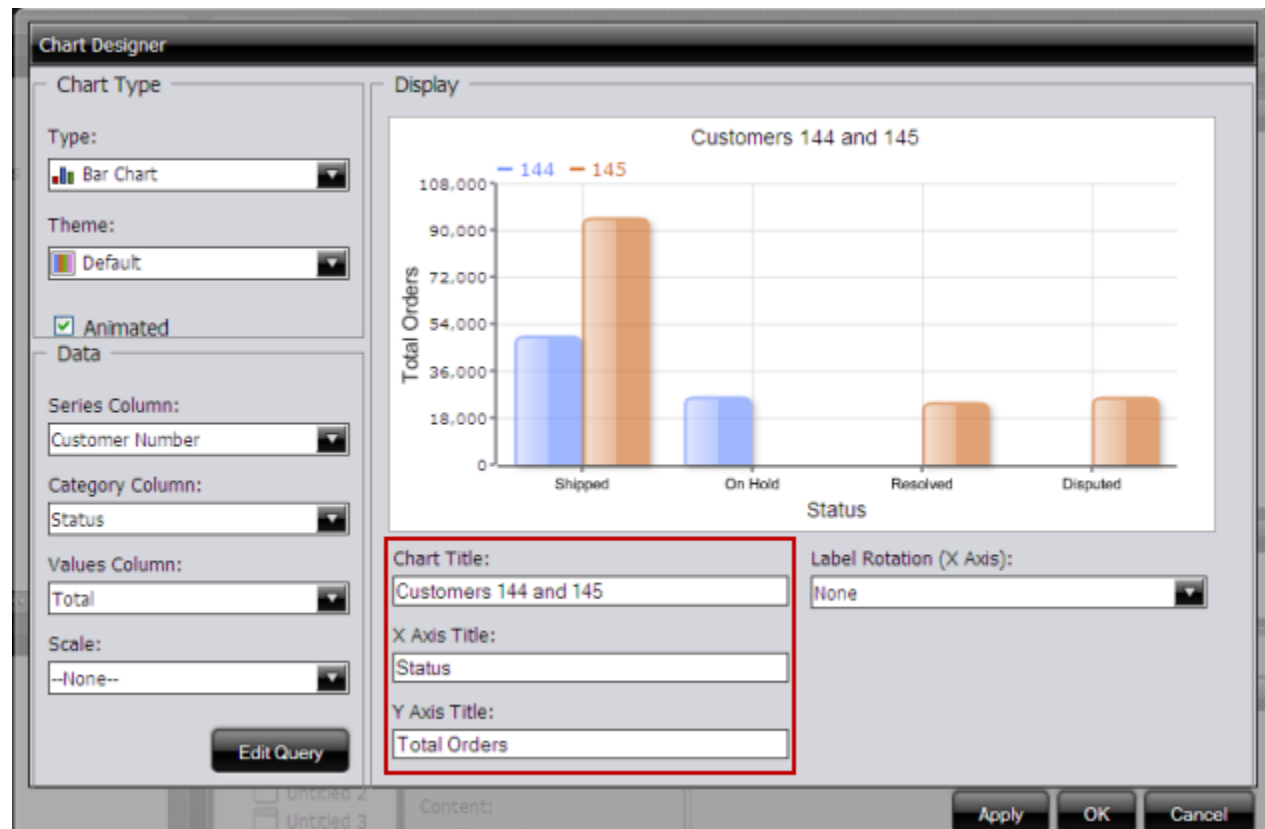 Chart Designer
Chart Type
Type:
Bar Chart
Theme:
Default
Animated
Data
Series Column:
Customer Number
Category Column:
Status
Values Column:
Total
Scale:
--None--
Edit Query
Display
Customers 144 and 145
144 145
108,000
90,000
72,000
54,000
36,000
18,000
0
Total Orders
Shipped On Hold Resolved Disputed
Status
Chart Title:
Customers 144 and 145
X Axis Title:
Status
Y Axis Title:
Total Orders
Label Rotation (X Axis):
None
Untitled 2
Untitled 3
Content:
Apply OK Cancel